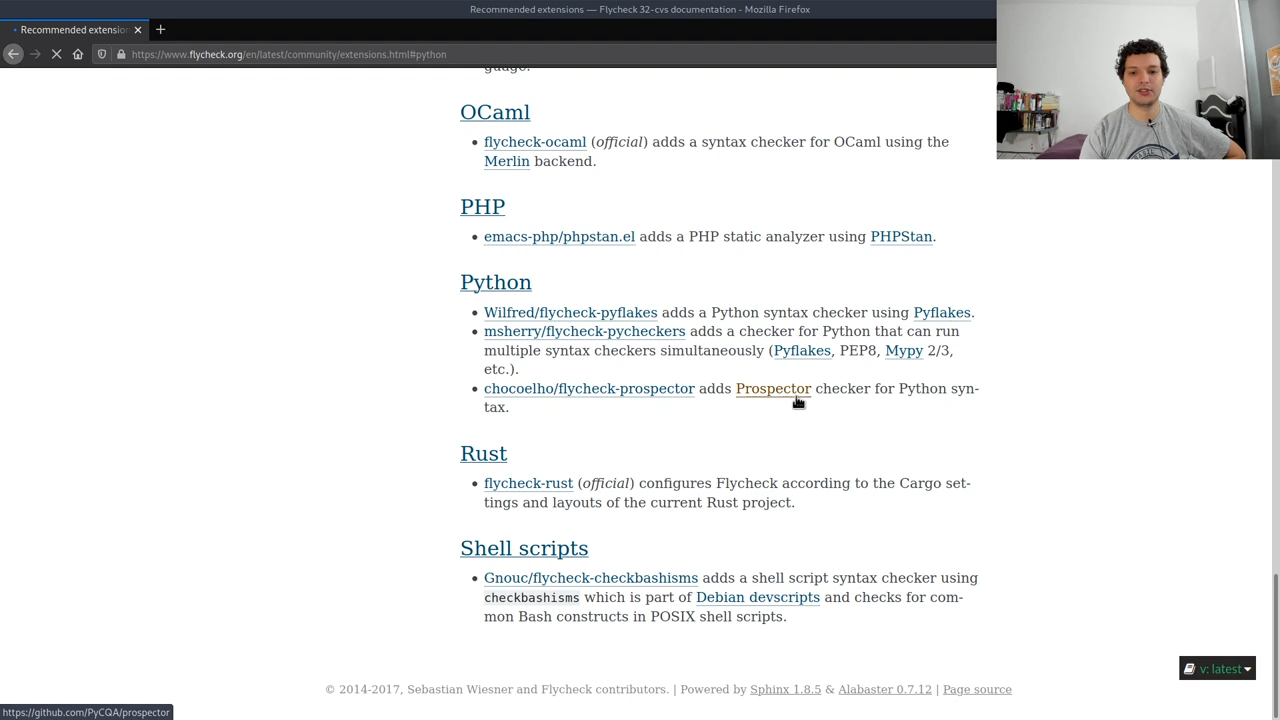 Recommended extensions — Flycheck 32-cvs documentation - Mozilla Firefox
Recommended extensio
https://www.flycheck.org/en/latest/community/extensions.html#python
guage.
OCaml
• flycheck-ocaml (official) adds a syntax checker for OCaml using the
Merlin backend.
PHP
• emacs-php/phpstan.el adds a PHP static analyzer using PHPStan.
Python
• Wilfred/flycheck-pyflakes adds a Python syntax checker using Pyflakes.
• msherry/flycheck-pycheckers adds a checker for Python that can run
multiple syntax checkers simultaneously (Pyflakes, PEP8, Mypy 2/3,
etc.).
• chocoelho/flycheck-prospector adds Prospector checker for Python syn-
tax.
Rust
• flycheck-rust (official) configures Flycheck according to the Cargo set-
tings and layouts of the current Rust project.
Shell scripts
• Gnouc/flycheck-checkbashisms adds a shell script syntax checker using
checkbashisms which is part of Debian devscripts and checks for com-
mon Bash constructs in POSIX shell scripts.
v: latest
© 2014-2017, Sebastian Wiesner and Flycheck contributors. | Powered by Sphinx 1.8.5 & Alabaster 0.7.12 | Page source
https://github.com/PyCQA/prospector